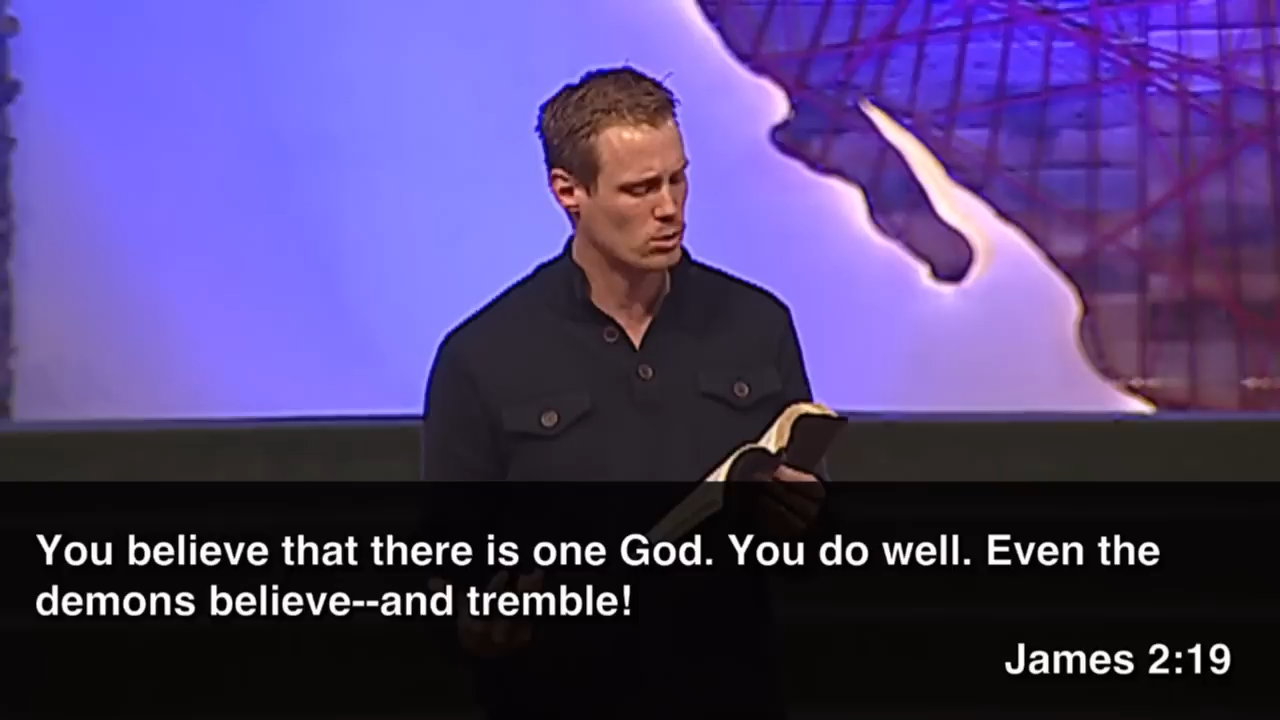 You believe that there is one God. You do well. Even the
demons believe--and tremble!
James 2:19